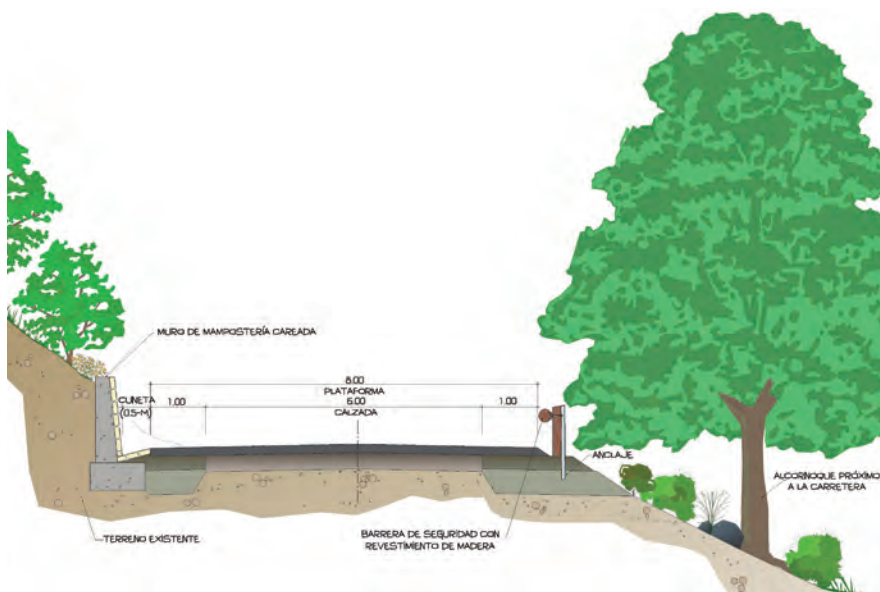 MURO DE MAMPOSTERÍA CAREADA
8.00
PLATAFORMA
CUNETA
(0.5-M)
1.00
6.00
1.00
CALZADA
ANCLAJE
ALCORNOQUE PRÓXIMO
A LA CARRETERA
TERRENO EXISTENTE
BARRERA DE SEGURIDAD CON
REVESTIMIENTO DE MADERA